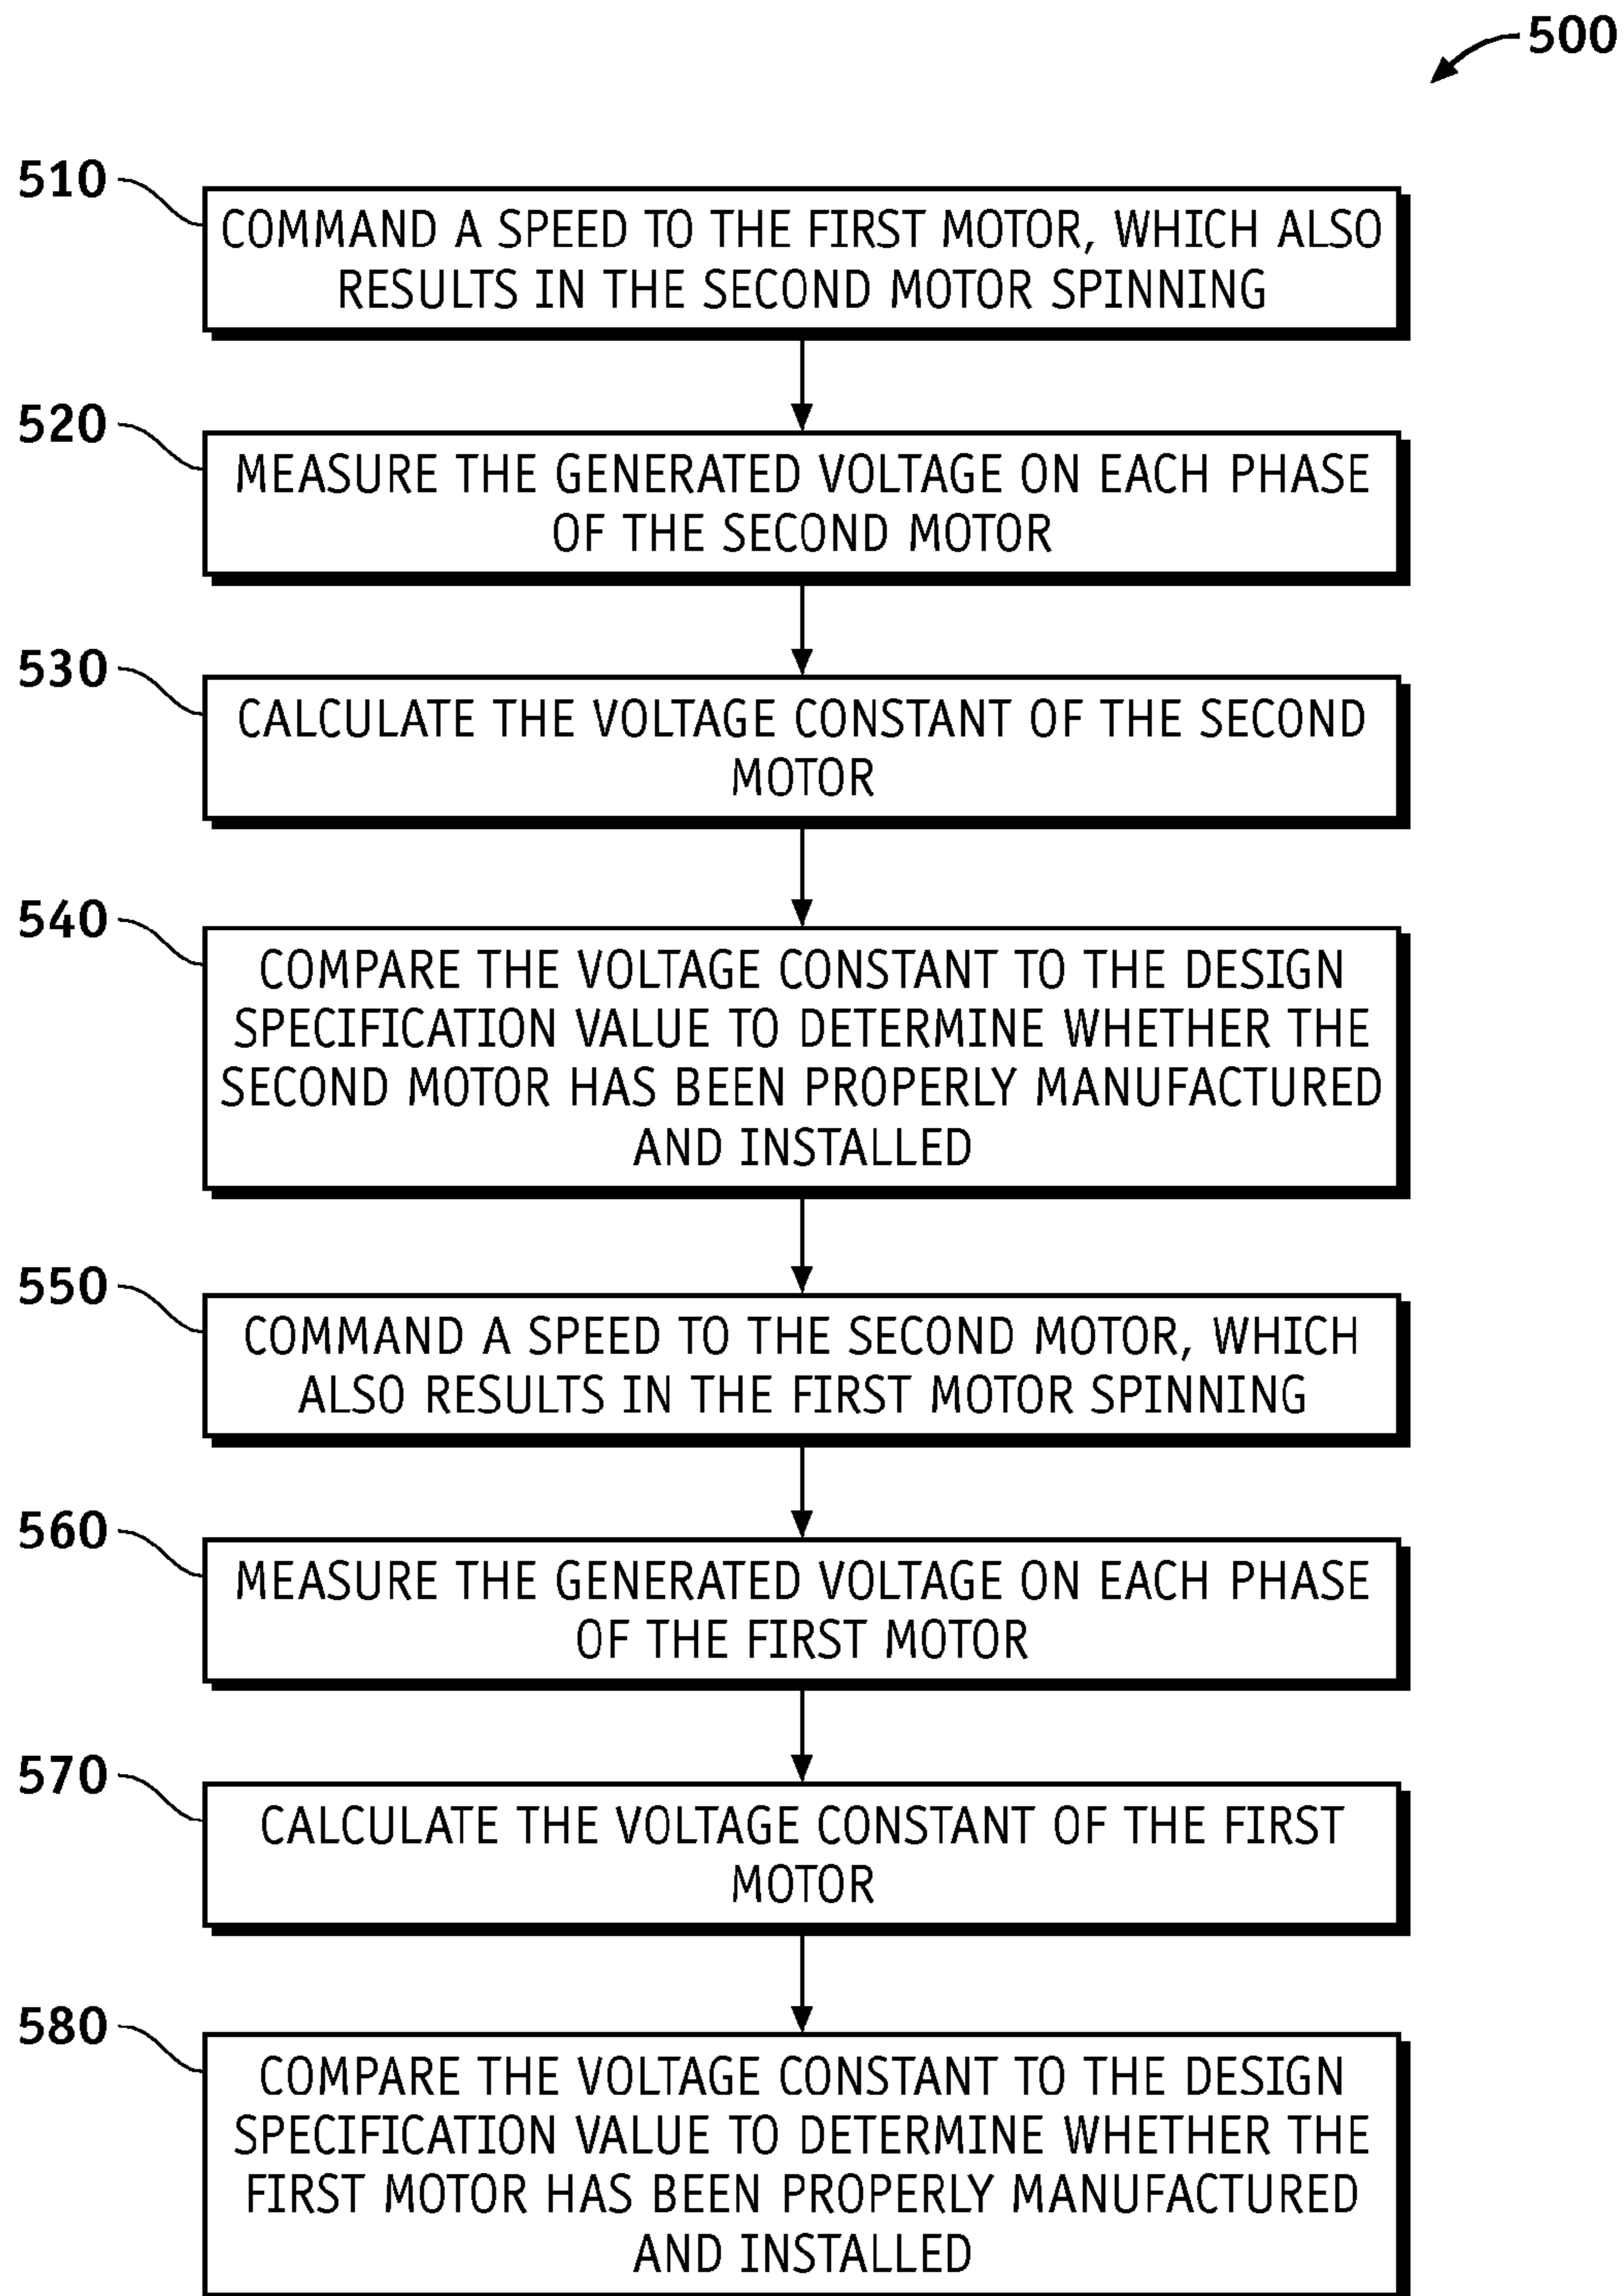 500
510
COMMAND A SPEED TO THE FIRST MOTOR, WHICH ALSO
RESULTS IN THE SECOND MOTOR SPINNING
520
MEASURE THE GENERATED VOLTAGE ON EACH PHASE
OF THE SECOND MOTOR
530
CALCULATE THE VOLTAGE CONSTANT OF THE SECOND
MOTOR
540
COMPARE THE VOLTAGE CONSTANT TO THE DESIGN
SPECIFICATION VALUE TO DETERMINE WHETHER THE
SECOND MOTOR HAS BEEN PROPERLY MANUFACTURED
AND INSTALLED
550
COMMAND A SPEED TO THE SECOND MOTOR, WHICH
ALSO RESULTS IN THE FIRST MOTOR SPINNING
560
MEASURE THE GENERATED VOLTAGE ON EACH PHASE
OF THE FIRST MOTOR
570
CALCULATE THE VOLTAGE CONSTANT OF THE FIRST
MOTOR
580
COMPARE THE VOLTAGE CONSTANT TO THE DESIGN
SPECIFICATION VALUE TO DETERMINE WHETHER THE
FIRST MOTOR HAS BEEN PROPERLY MANUFACTURED
AND INSTALLED